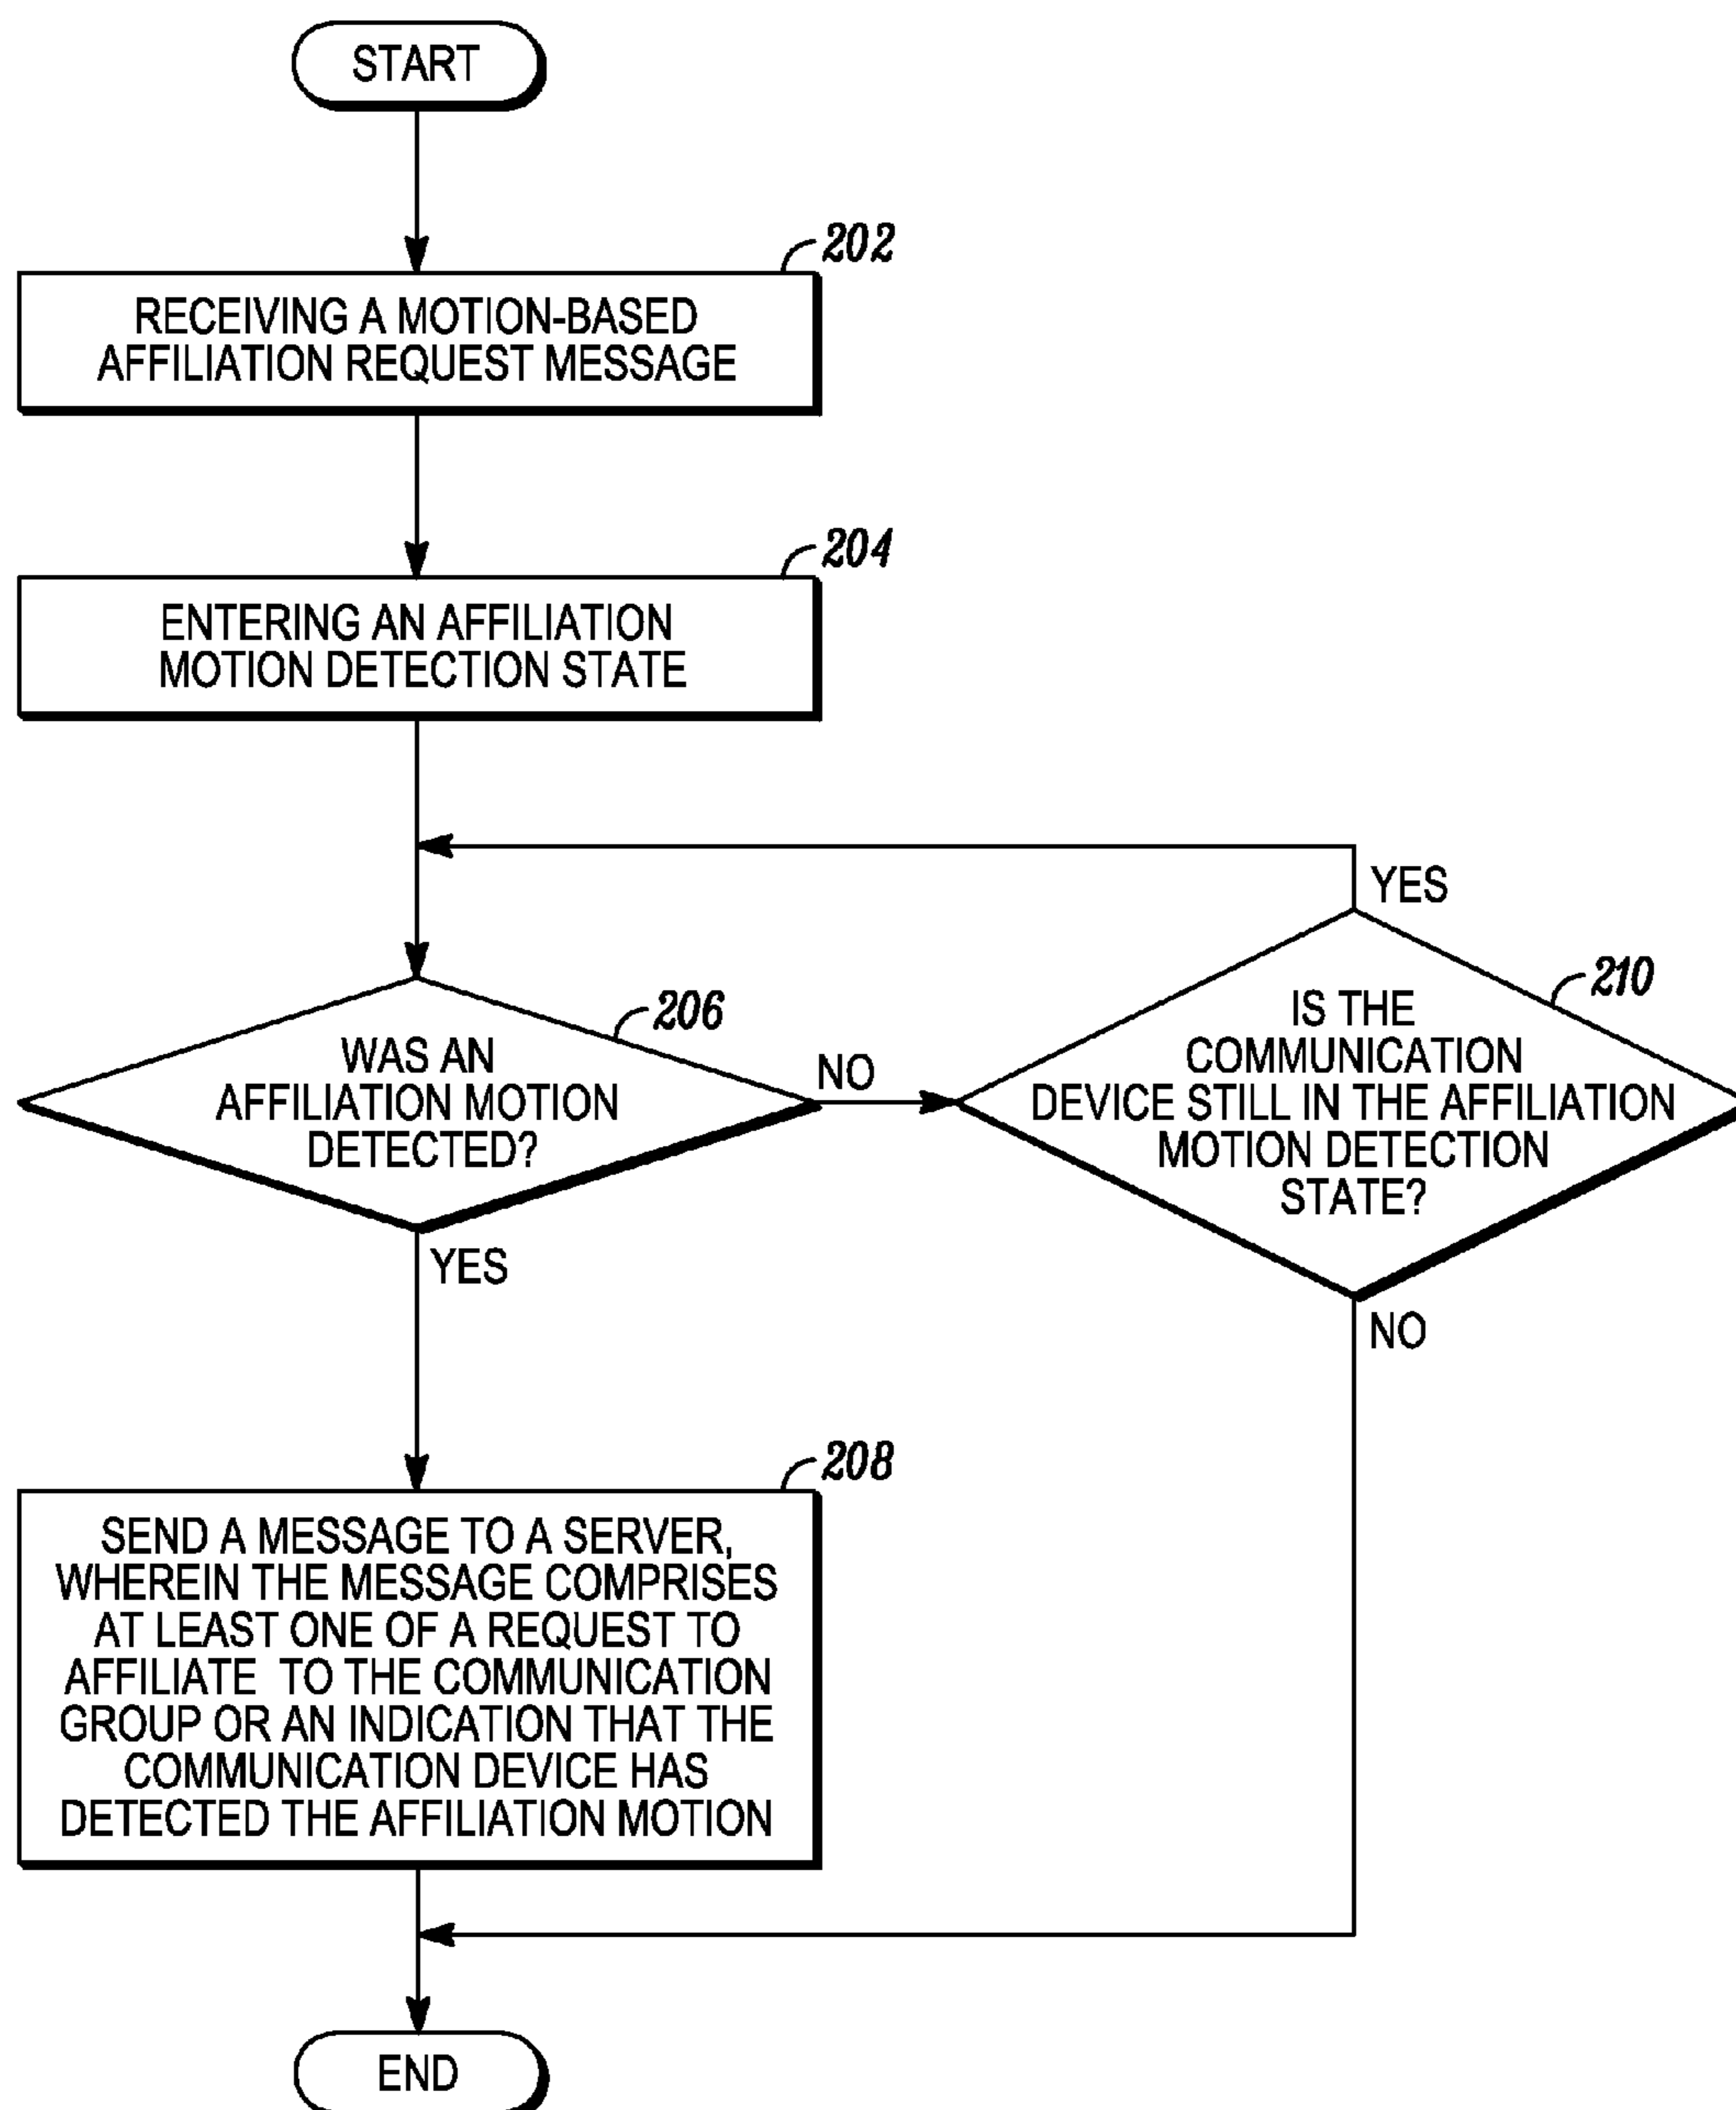 START
202
RECEIVING A MOTION-BASED
AFFILIATION REQUEST MESSAGE
204
ENTERING AN AFFILIATION
MOTION DETECTION STATE
206
WAS AN
AFFILIATION MOTION
DETECTED?
NO
YES
210
IS THE
COMMUNICATION
DEVICE STILL IN THE AFFILIATION
MOTION DETECTION
STATE?
YES
NO
208
SEND A MESSAGE TO A SERVER,
WHEREIN THE MESSAGE COMPRISES
AT LEAST ONE OF A REQUEST TO
AFFILIATE TO THE COMMUNICATION
GROUP OR AN INDICATION THAT THE
COMMUNICATION DEVICE HAS
DETECTED THE AFFILIATION MOTION
END